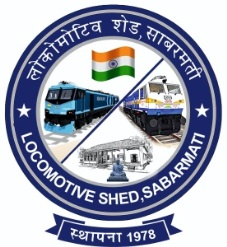 लोकोमोटिव शेड, साबरमती
LOCOMOTIVE SHED, SABARMATI
स्थापना 1978